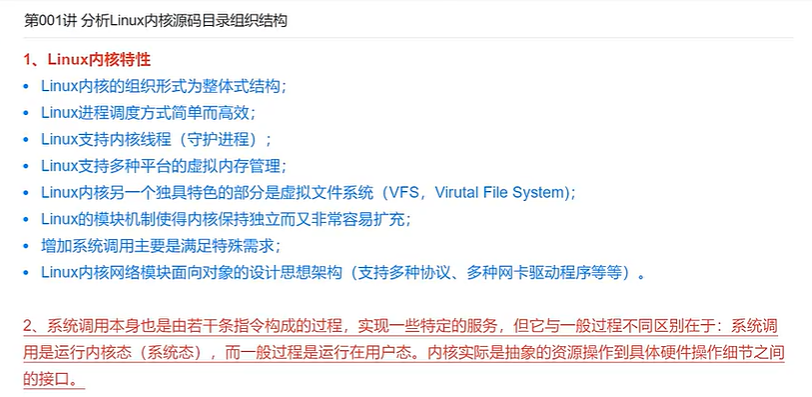 第001讲 分析Linux内核源码目录组织结构
1、Linux内核特性
• Linux内核的组织形式为整体式结构；
• Linux进程调度方式简单而高效；
• Linux支持内核线程（守护进程）；
• Linux支持多种平台的虚拟内存管理；
• Linux内核另一个独具特色的部分是虚拟文件系统（VFS，Virutal File System）；
• Linux的模块机制使得内核保持独立而又非常容易扩充；
• 增加系统调用主要是满足特殊需求；
• Linux内核网络模块面向对象的设计思想架构（支持多种协议、多种网卡驱动程序等等）。
2、系统调用本身也是由若干条指令构成的过程，实现一些特定的服务，但它与一般过程不同区别在于：系统调
用是运行内核态（系统态），而一般过程是运行在用户态。内核实际是抽象的资源操作到具体硬件操作细节之间
的接口。